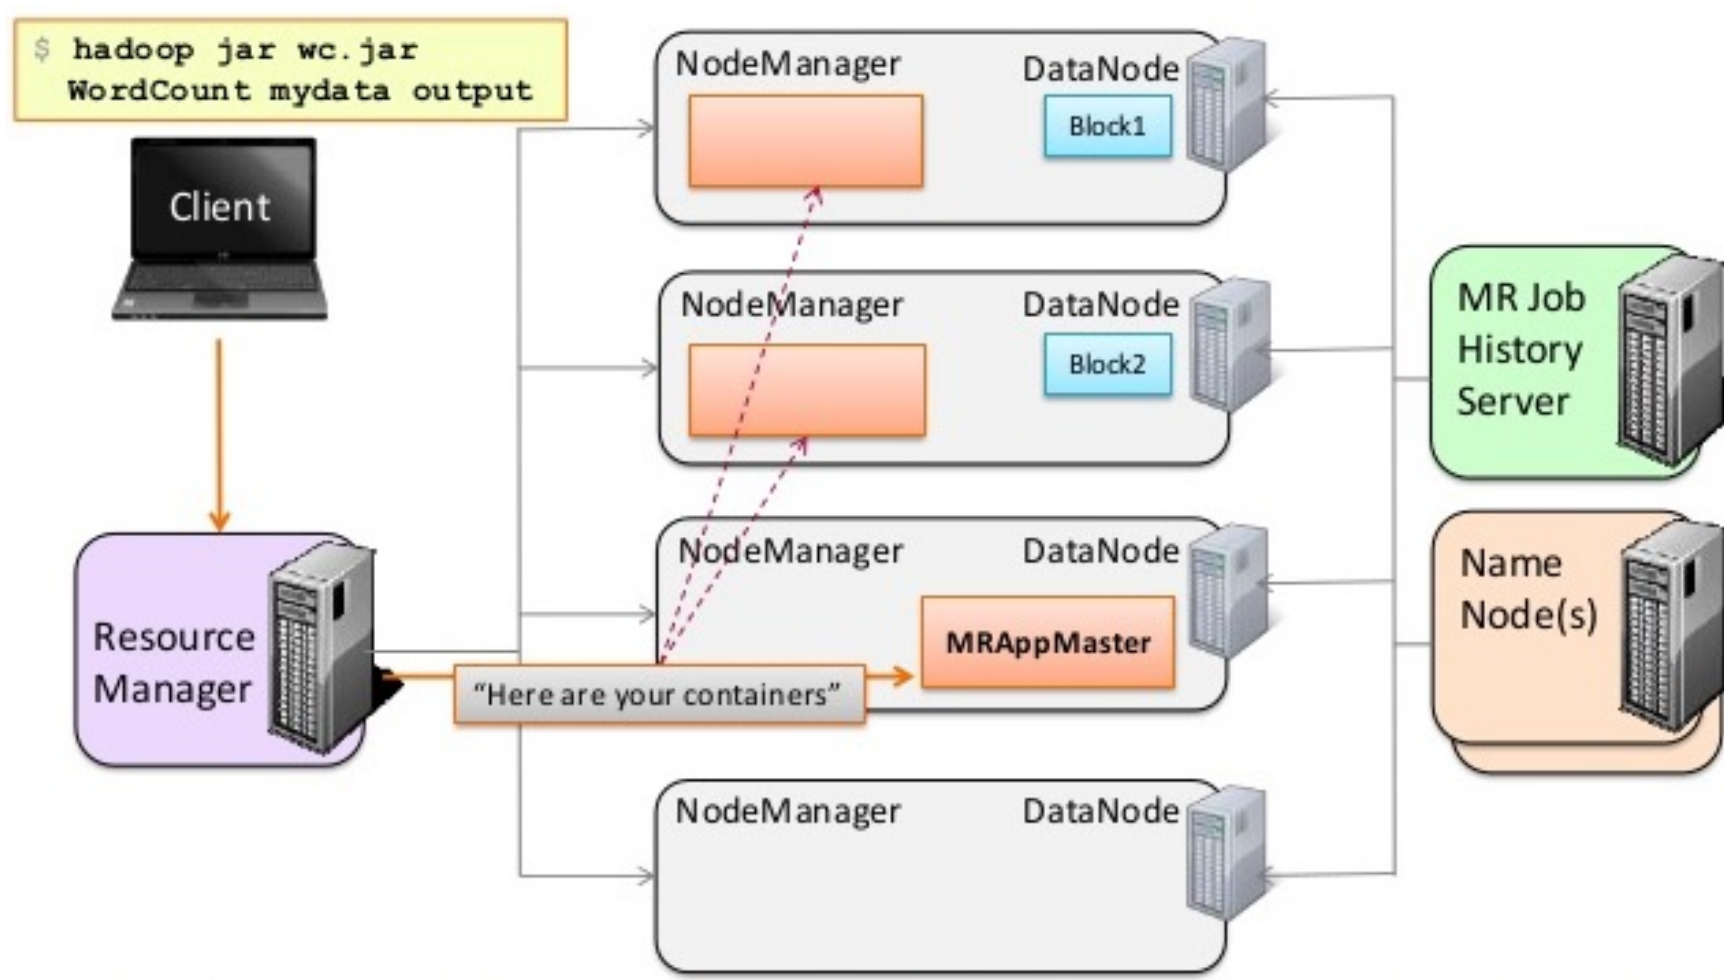 $ hadoop jar wc.jar
WordCount mydata output
Client
Resource
Manager
"Here are your containers"
NodeManager
DataNode
Block1
NodeManager
DataNode
Block2
NodeManager
DataNode
MRAppMaster
NodeManager
DataNode
MR Job
History
Server
Name
Node(s)